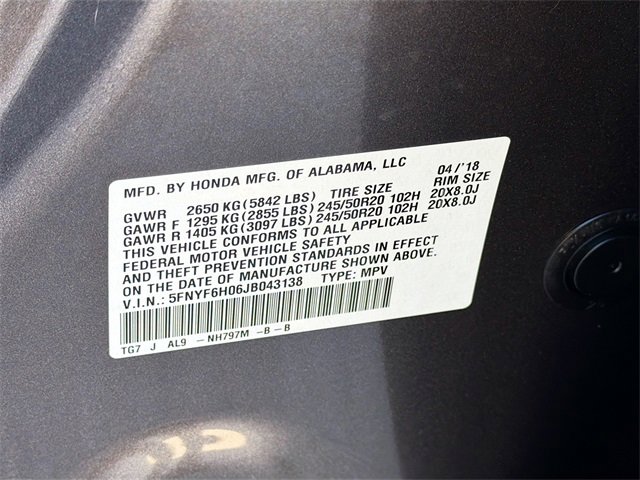 MFD. BY HONDA MFG. OF ALABAMA, LLC 04/'18
GVWR 2650 KG (5842 LBS) TIRE SIZE RIM SIZE
GAWR F 1295 KG (2855 LBS) 245/50R20 102H 20X8.0J
GAWR R 1405 KG (3097 LBS) 245/50R20 102H 20X8.0J
THIS VEHICLE CONFORMS TO ALL APPLICABLE
FEDERAL MOTOR VEHICLE SAFETY
AND THEFT PREVENTION STANDARDS IN EFFECT
ON THE DATE OF MANUFACTURE SHOWN ABOVE.
V.I.N.: 5FNYF6H06JB043138 TYPE: MPV
TG7 J AL9 -NH797M -B-B